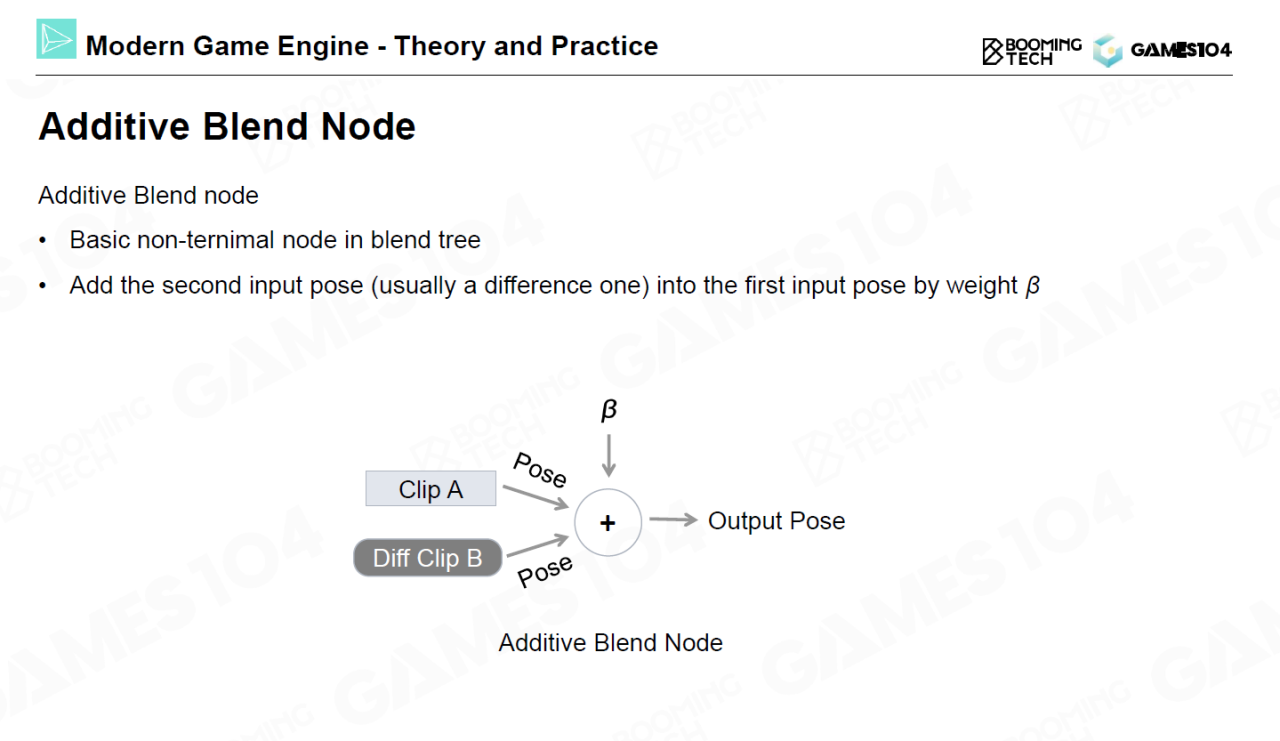 Modern Game Engine - Theory and Practice
BOOMING
TECH
GAMES104
Additive Blend Node
Additive Blend node
• Basic non-ternimal node in blend tree
• Add the second input pose (usually a difference one) into the first input pose by weight β
β
Pose
Clip A
+
Output Pose
Diff Clip B
Pose
Additive Blend Node